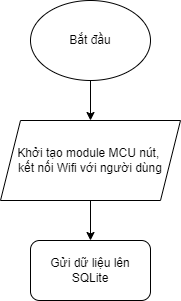 Bắt đầu
Khởi tạo module MCU nút,
kết nối Wifi với người dùng
Gửi dữ liệu lên
SQLite